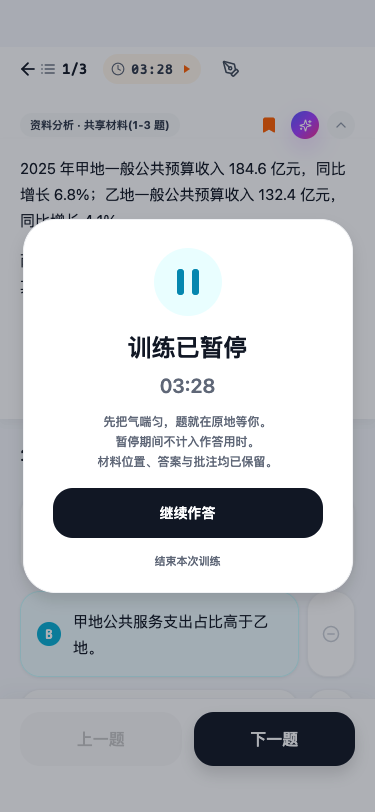 1/3
03:28
资料分析 · 共享材料(1-3 题)
2025 年甲地一般公共预算收入 184.6 亿元，同比
增长 6.8%；乙地一般公共预算收入 132.4 亿元，
同比增长 4.1%
训练已暂停
03:28
先把气喘匀，题就在原地等你。
暂停期间不计入作答用时。
材料位置、答案与批注均已保留。
继续作答
结束本次训练
B
甲地公共服务支出占比高于乙
地。
上一题
下一题